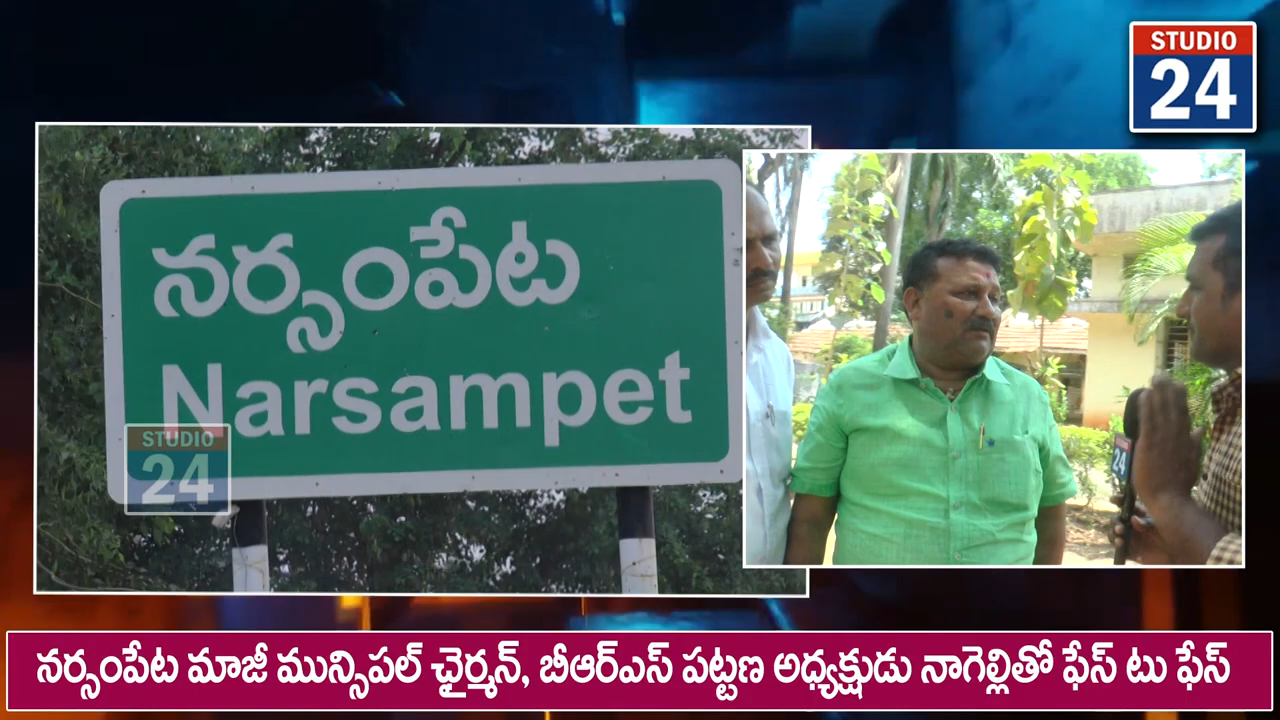 STUDIO
24
నర్సంపేట
Narsampet
STUDIO
24
24
నర్సంపేట మాజీ మున్సిపల్ ఛైర్మన్, బీఆర్ఎస్ పట్టణ అధ్యక్షుడు నాగెల్లితో ఫేస్ టు ఫేస్